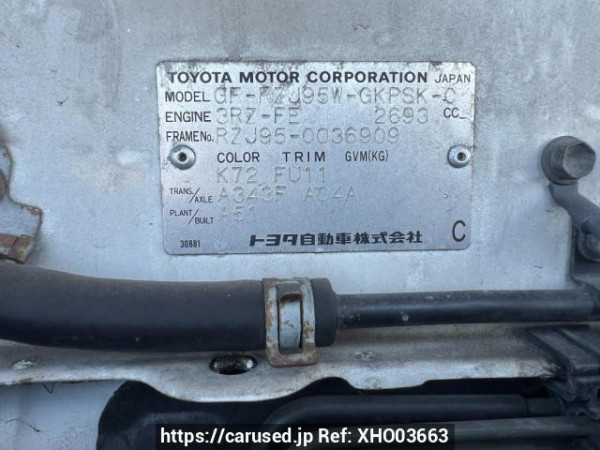 TOYOTA MOTOR CORPORATION JAPAN
MODEL GF-RZJ95W-GKPSK-C
ENGINE 3RZ-FE 2693 CC
FRAME No. RZJ95-0036909
COLOR TRIM GVM(KG)
K72 FU11
TRANS./AXLE A343F A04A
PLANT/BUILT A51
30881 トヨタ自動車株式会社 C
https://carused.jp Ref: XHO03663